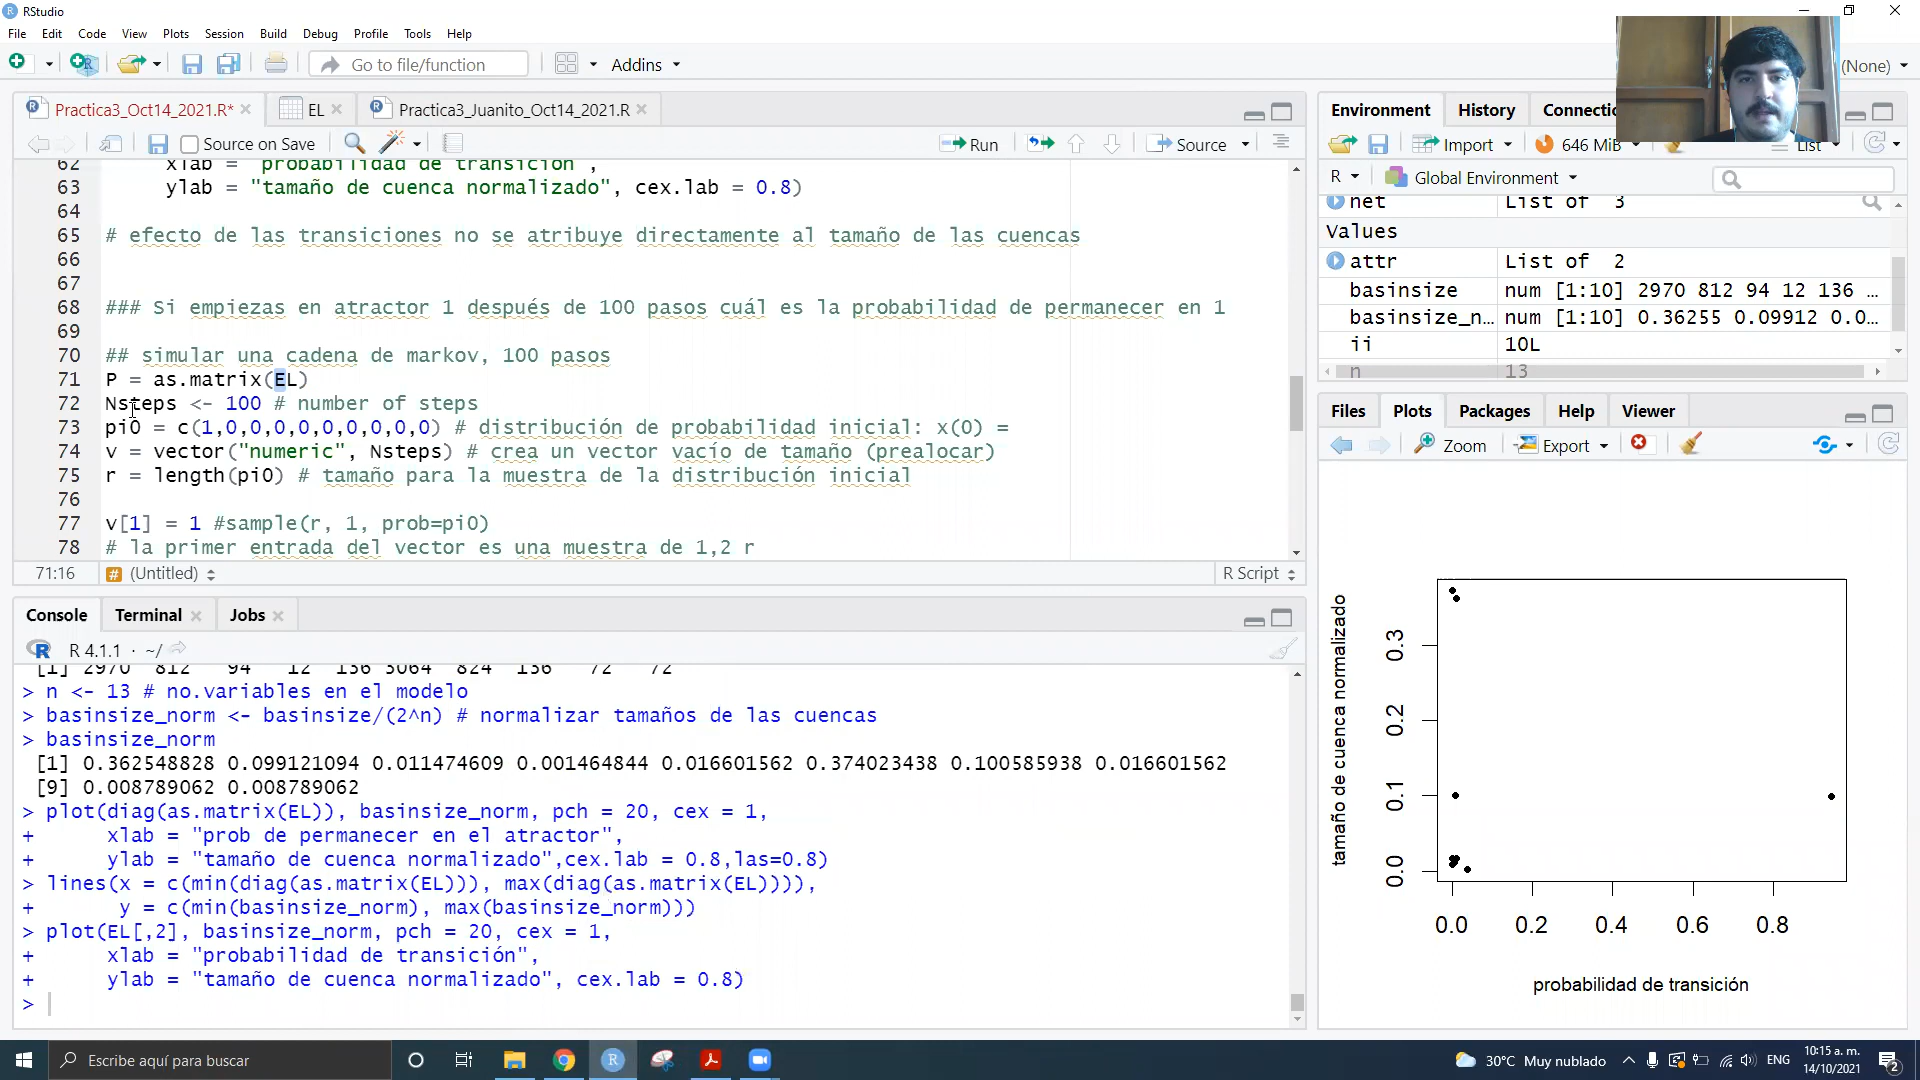 RStudio
File Edit Code View Plots Session Build Debug Profile Tools Help
Go to file/function Addins (None)
Practica3_Oct14_2021.R* EL Practica3_Juanito_Oct14_2021.R
Source on Save Run Source
62 xlab = "probabilidad de transición",
63 ylab = "tamaño de cuenca normalizado", cex.lab = 0.8)
64
65 # efecto de las transiciones no se atribuye directamente al tamaño de las cuencas
66
67
68 ### Si empiezas en atractor 1 después de 100 pasos cuál es la probabilidad de permanecer en 1
69
70 ## simular una cadena de markov, 100 pasos
71 P = as.matrix(EL)
72 Nsteps <- 100 # number of steps
73 pi0 = c(1,0,0,0,0,0,0,0,0,0) # distribución de probabilidad inicial: x(0) =
74 v = vector("numeric", Nsteps) # crea un vector vacío de tamaño (prealocar)
75 r = length(pi0) # tamaño para la muestra de la distribución inicial
76
77 v[1] = 1 #sample(r, 1, prob=pi0)
78 # la primer entrada del vector es una muestra de 1,2 r
71:16 # (Untitled) R Script
Console Terminal Jobs
R 4.1.1 · ~/
[1] 2970 812 94 12 136 3064 824 136 72 72
> n <- 13 # no.variables en el modelo
> basinsize_norm <- basinsize/(2^n) # normalizar tamaños de las cuencas
> basinsize_norm
[1] 0.362548828 0.099121094 0.011474609 0.001464844 0.016601562 0.374023438 0.100585938 0.016601562
[9] 0.008789062 0.008789062
> plot(diag(as.matrix(EL)), basinsize_norm, pch = 20, cex = 1,
+ xlab = "prob de permanecer en el atractor",
+ ylab = "tamaño de cuenca normalizado",cex.lab = 0.8,las=0.8)
> lines(x = c(min(diag(as.matrix(EL))), max(diag(as.matrix(EL)))),
+ y = c(min(basinsize_norm), max(basinsize_norm)))
> plot(EL[,2], basinsize_norm, pch = 20, cex = 1,
+ xlab = "probabilidad de transición",
+ ylab = "tamaño de cuenca normalizado", cex.lab = 0.8)
>
Environment History Connectio
Import 646 MiB List
R Global Environment
net List of 3
Values
attr List of 2
basinsize num [1:10] 2970 812 94 12 136 ...
basinsize_n... num [1:10] 0.36255 0.09912 0.0...
ii 10L
n 13
Files Plots Packages Help Viewer
Zoom Export
tamaño de cuenca normalizado
0.3
0.2
0.1
0.0
0.0 0.2 0.4 0.6 0.8
probabilidad de transición
Escribe aquí para buscar
30°C Muy nublado ENG 10:15 a. m.
14/10/2021
2